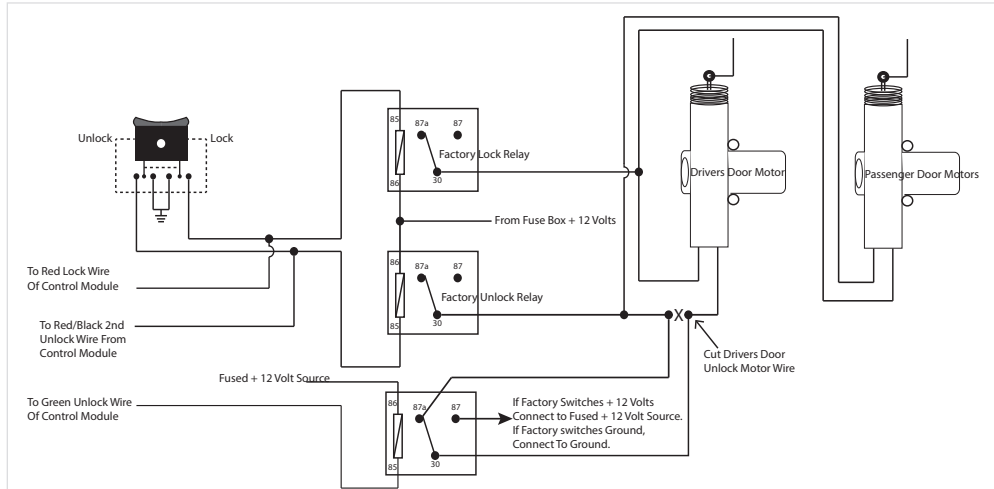 Unlock
Lock
85
87a
87
Factory Lock Relay
86
30
Drivers Door Motor
Passenger Door Motors
From Fuse Box + 12 Volts
86
87a
87
Factory Unlock Relay
85
30
To Red Lock Wire
Of Control Module
To Red/Black 2nd
Unlock Wire From
Control Module
X
Cut Drivers Door
Unlock Motor Wire
Fused + 12 Volt Source
To Green Unlock Wire
Of Control Module
86
87a
87
85
30
If Factory Switches + 12 Volts
Connect to Fused + 12 Volt Source.
If Factory switches Ground,
Connect To Ground.